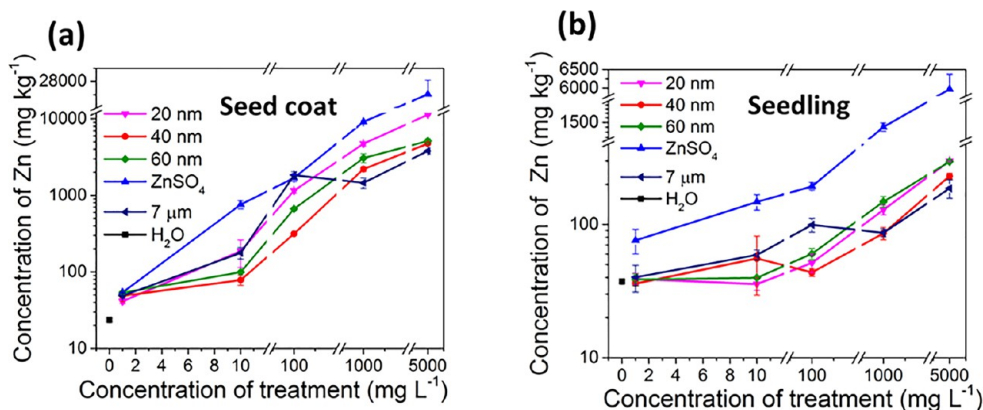 (a)
Concentration of Zn (mg kg⁻¹)
28000
10000
1000
100
10
Seed coat
20 nm
40 nm
60 nm
ZnSO₄
7 μm
H₂O
0 2 4 6 8 10 100 1000 5000
Concentration of treatment (mg L⁻¹)
(b)
Concentration of Zn (mg kg⁻¹)
6500
6000
1500
100
10
Seedling
20 nm
40 nm
60 nm
ZnSO₄
7 μm
H₂O
0 2 4 6 8 10 100 1000 5000
Concentration of treatment (mg L⁻¹)